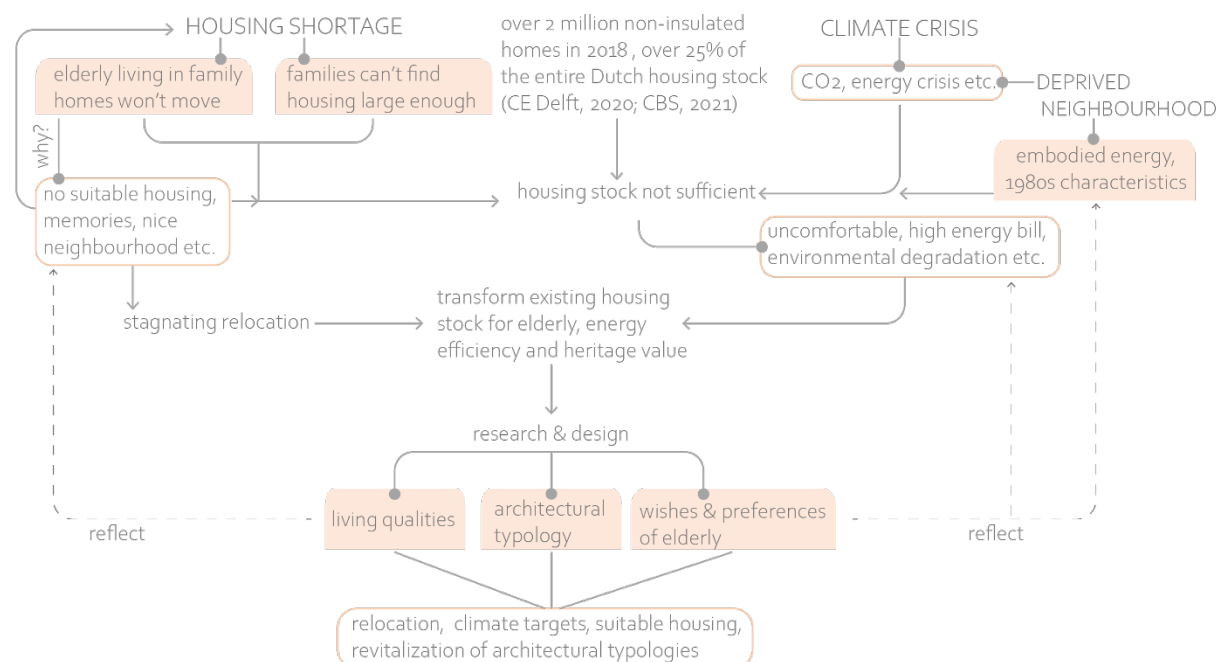 HOUSING SHORTAGE
elderly living in family
homes won't move
families can't find
housing large enough
over 2 million non-insulated
homes in 2018 , over 25% of
the entire Dutch housing stock
(CE Delft, 2020; CBS, 2021)
CLIMATE CRISIS
CO2, energy crisis etc.
DEPRIVED
NEIGHBOURHOOD
embodied energy,
1980s characteristics
why?
no suitable housing,
memories, nice
neighbourhood etc.
housing stock not sufficient
uncomfortable, high energy bill,
environmental degradation etc.
stagnating relocation
transform existing housing
stock for elderly, energy
efficiency and heritage value
research & design
living qualities
architectural
typology
wishes & preferences
of elderly
reflect
reflect
relocation,  climate targets, suitable housing,
revitalization of architectural typologies